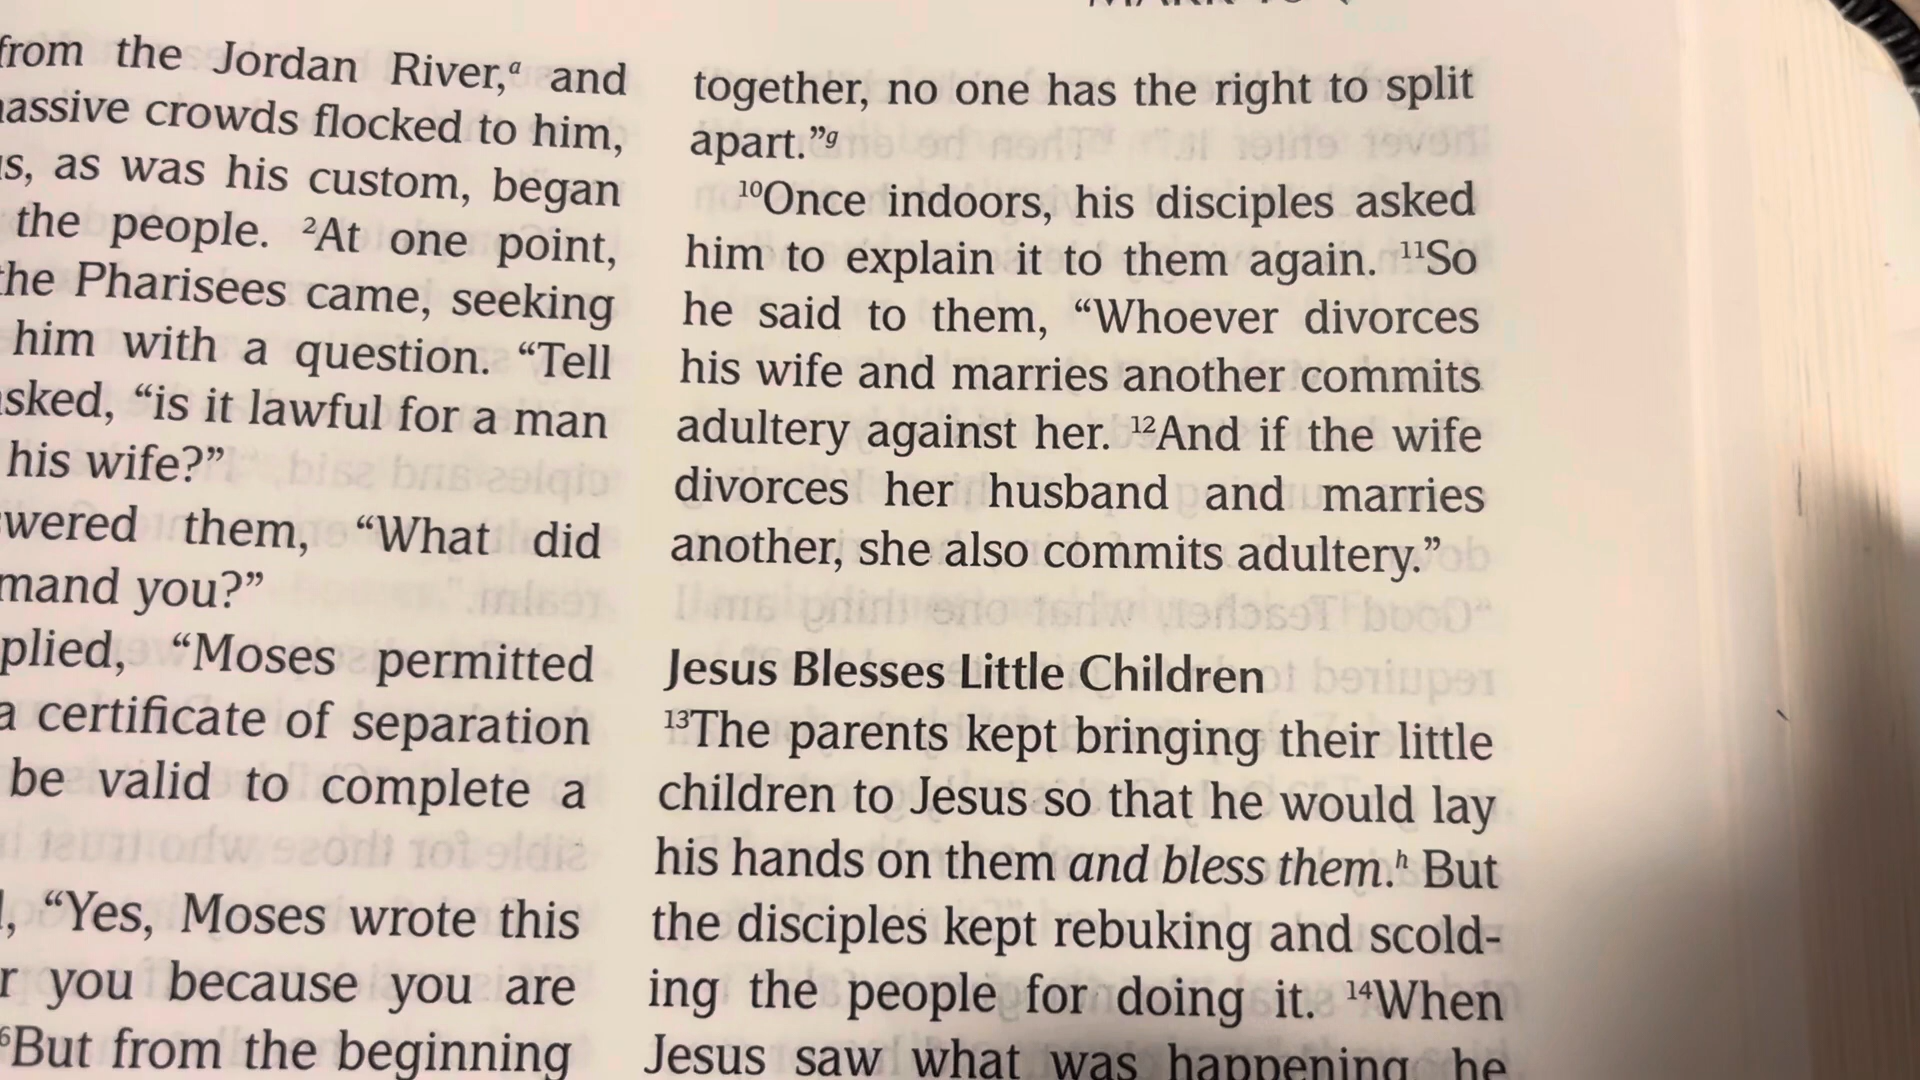 from the Jordan River,ᵃ and
massive crowds flocked to him,
as was his custom, began
the people. ²At one point,
the Pharisees came, seeking
him with a question. “Tell
asked, “is it lawful for a man
his wife?”
them, “What did
you?”
“Moses permitted
a certificate of separation
be valid to complete a
“Yes, Moses wrote this
you because you are
⁶But from the beginning
together, no one has the right to split
apart.”ᵍ
¹⁰Once indoors, his disciples asked
him to explain it to them again. ¹¹So
he said to them, “Whoever divorces
his wife and marries another commits
adultery against her. ¹²And if the wife
divorces her husband and marries
another, she also commits adultery.”
Jesus Blesses Little Children
¹³The parents kept bringing their little
children to Jesus so that he would lay
his hands on them and bless them.ʰ But
the disciples kept rebuking and scold-
ing the people for doing it. ¹⁴When
Jesus saw what was happening he